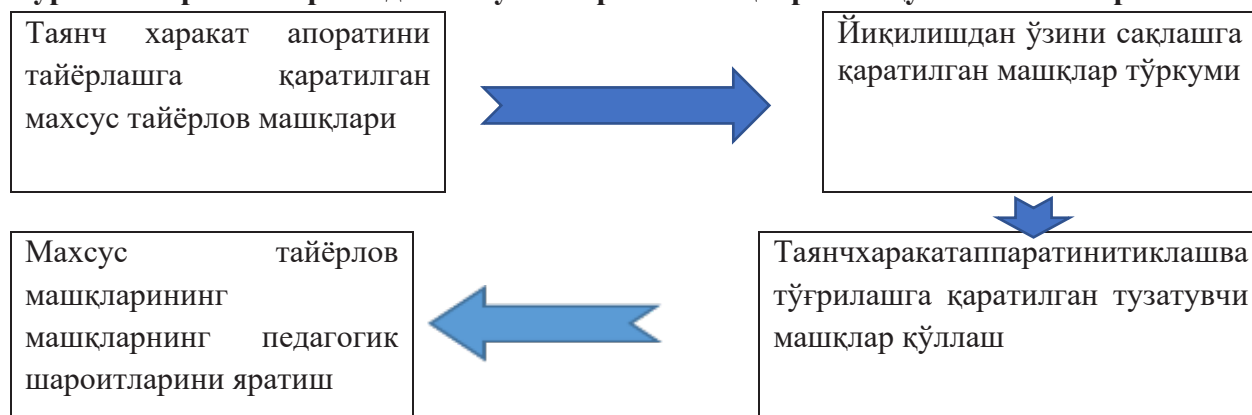 Таянч харакат апоратини
тайёрлашга қаратилган
махсус тайёрлов машқлари
Йиқилишдан ўзини сақлашга
қаратилган машқлар тўркуми
Таянчхаракатаппаратинитиклашва
тўғрилашга қаратилган тузатувчи
машқлар қўллаш
Махсус тайёрлов
машқларининг
машқларнинг педагогик
шароитларини яратиш